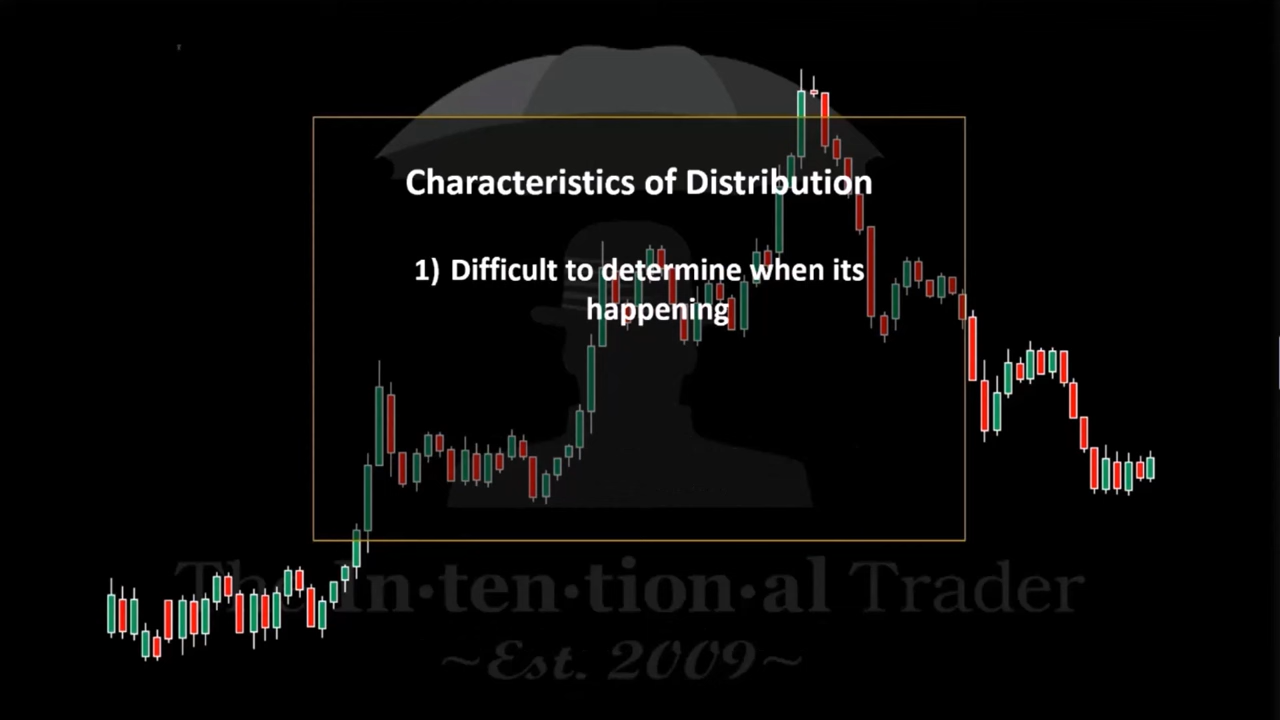 Characteristics of Distribution
1) Difficult to determine when its
happening
The In·ten·tion·al Trader
~Est. 2009~